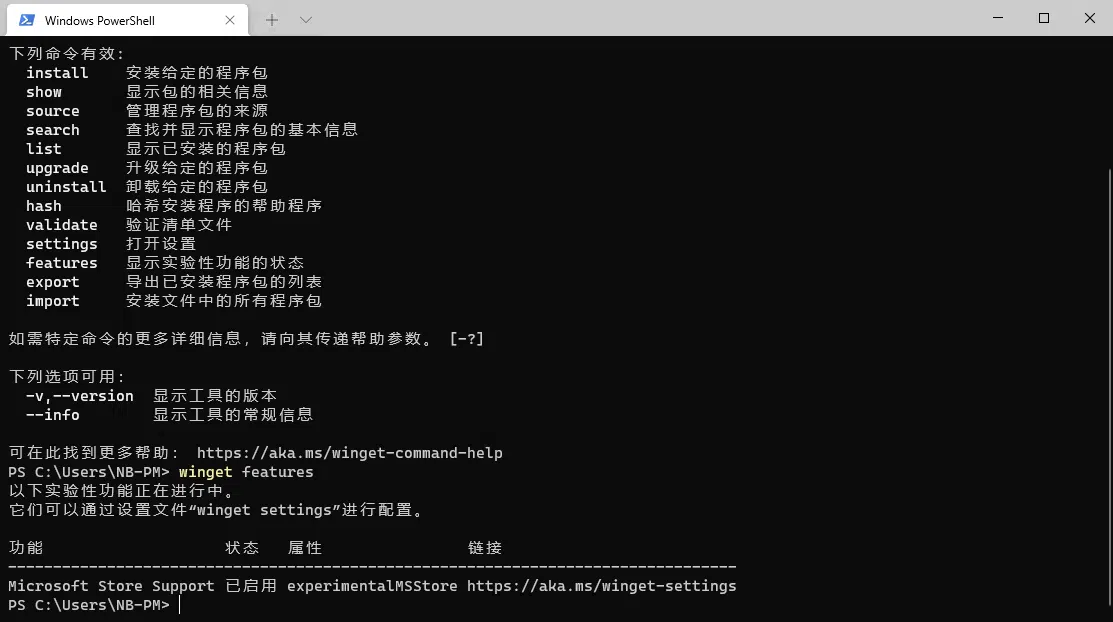 Windows PowerShell
下列命令有效:
install 安装给定的程序包
show 显示包的相关信息
source 管理程序包的来源
search 查找并显示程序包的基本信息
list 显示已安装的程序包
upgrade 升级给定的程序包
uninstall 卸载给定的程序包
hash 哈希安装程序的帮助程序
validate 验证清单文件
settings 打开设置
features 显示实验性功能的状态
export 导出已安装程序包的列表
import 安装文件中的所有程序包
如需特定命令的更多详细信息，请向其传递帮助参数。 [-?]
下列选项可用:
-v,--version 显示工具的版本
--info 显示工具的常规信息
可在此找到更多帮助: https://aka.ms/winget-command-help
PS C:\Users\NB-PM> winget features
以下实验性功能正在进行中。
它们可以通过设置文件“winget settings”进行配置。
功能 状态 属性 链接
--------------------------------------------------------------------------------
Microsoft Store Support 已启用 experimentalMSStore https://aka.ms/winget-settings
PS C:\Users\NB-PM>